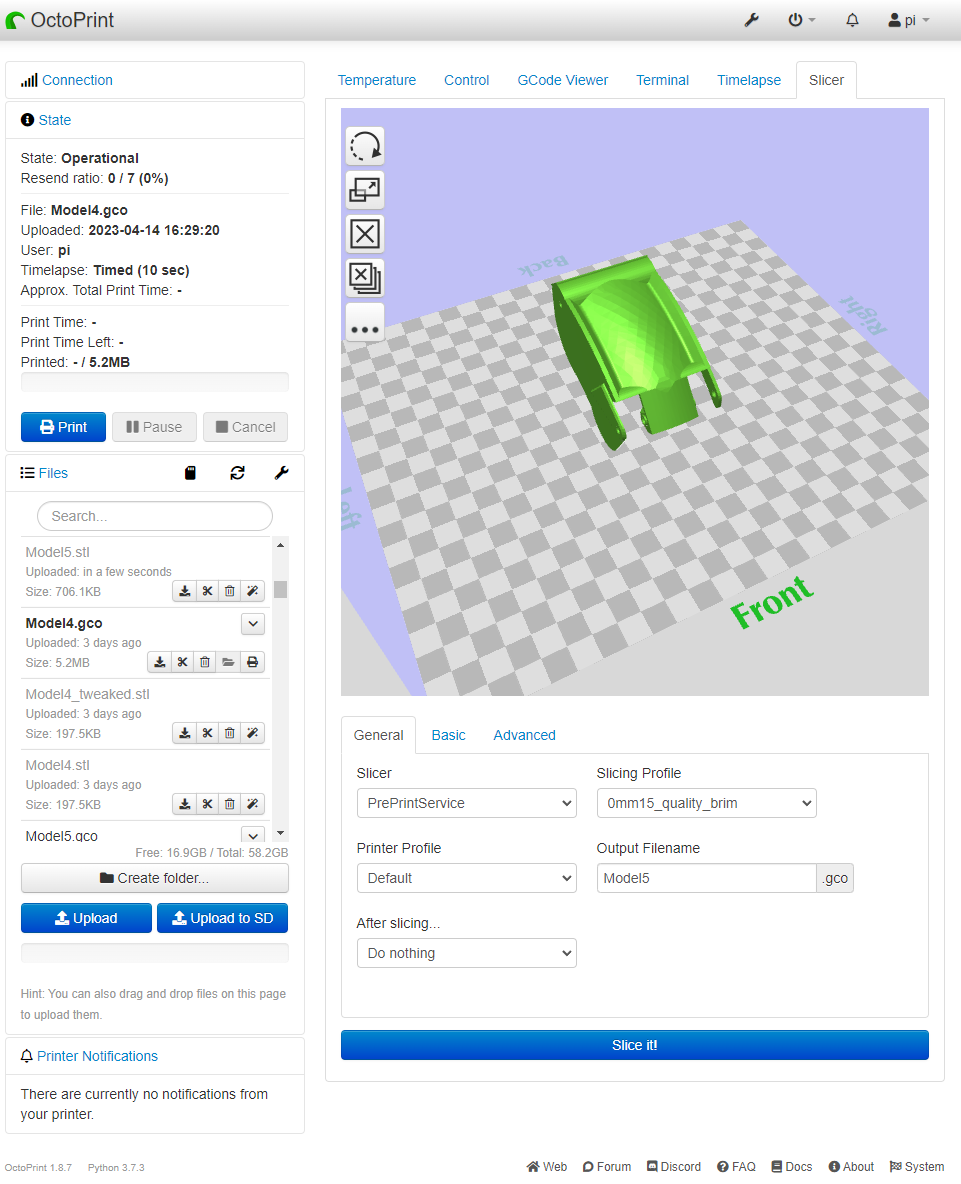 OctoPrint
pi
Connection
State
State: Operational
Resend ratio: 0 / 7 (0%)
File: Model4.gco
Uploaded: 2023-04-14 16:29:20
User: pi
Timelapse: Timed (10 sec)
Approx. Total Print Time: -
Print Time: -
Print Time Left: -
Printed: - / 5.2MB
Print Pause Cancel
Files
Search...
Model5.stl
Uploaded: in a few seconds
Size: 706.1KB
Model4.gco
Uploaded: 3 days ago
Size: 5.2MB
Model4_tweaked.stl
Uploaded: 3 days ago
Size: 197.5KB
Model4.stl
Uploaded: 3 days ago
Size: 197.5KB
Model5.gco
Free: 16.9GB / Total: 58.2GB
Create folder...
Upload Upload to SD
Hint: You can also drag and drop files on this page
to upload them.
Printer Notifications
There are currently no notifications from
your printer.
Temperature Control GCode Viewer Terminal Timelapse Slicer
Back
Right
Left
Front
General Basic Advanced
Slicer Slicing Profile
PrePrintService 0mm15_quality_brim
Printer Profile Output Filename
Default Model5 .gco
After slicing...
Do nothing
Slice it!
OctoPrint 1.8.7 Python 3.7.3
Web Forum Discord FAQ Docs About System